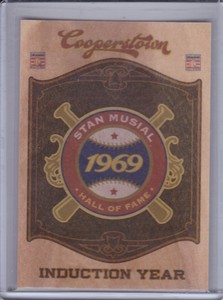 Cooperstown
STAN MUSIAL
1969
HALL OF FAME
INDUCTION YEAR